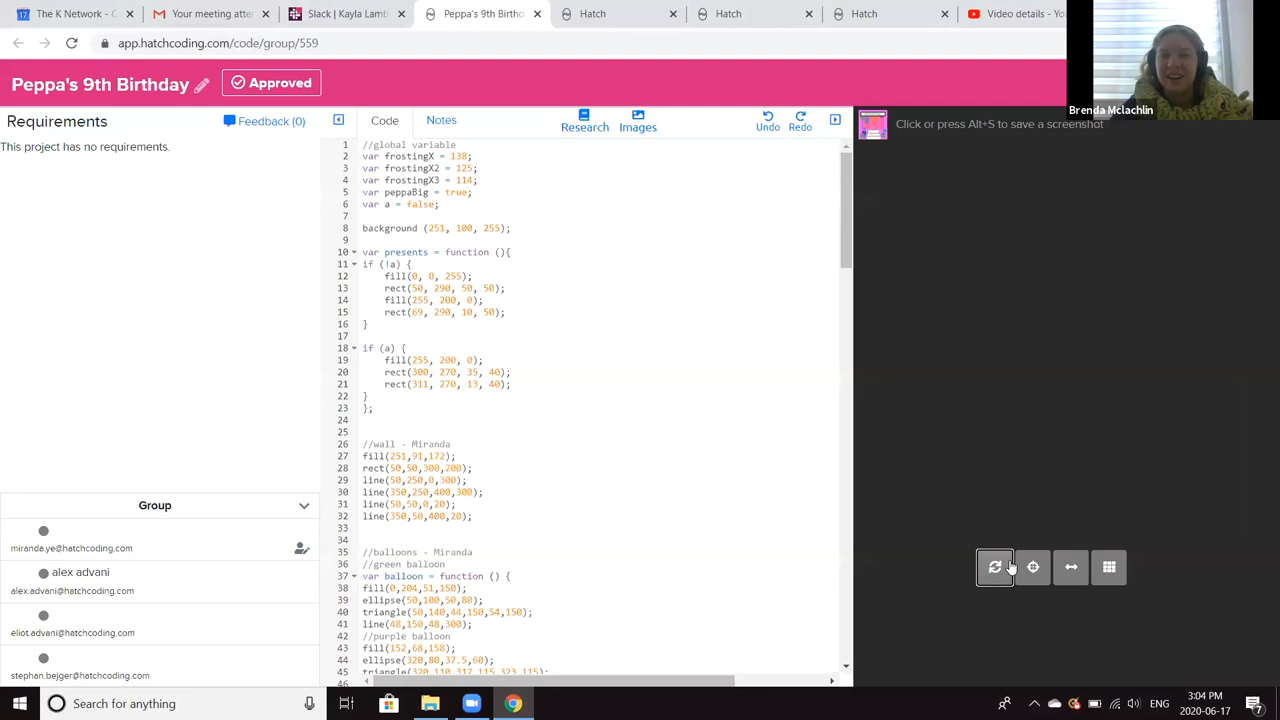 The K Network - C
Your meeting
Slack | Kayla Lenti
Peppa's 9th Birthd
Hatch
Hatch
Video details - Yo
app.hatchcoding.com/code/group/559
Peppa's 9th Birthday
Approved
Brenda Mclachlin
Requirements
Feedback (0)
Code
Notes
Research
Images
Undo
Redo
Click or press Alt+S to save a screenshot
This project has no requirements.
1 //global variable
2 var frostingX = 138;
3 var frostingX2 = 125;
4 var frostingX3 = 114;
5 var peppaBig = true;
6 var a = false;
7
8 background (251, 100, 255);
9
10 var presents = function (){
11 if (!a) {
12 fill(0, 0, 255);
13 rect(50, 290, 50, 50);
14 fill(255, 200, 0);
15 rect(69, 290, 10, 50);
16 }
17
18 if (a) {
19 fill(255, 200, 0);
20 rect(300, 270, 35, 40);
21 rect(311, 270, 13, 40);
22 }
23 };
24
25
26 //wall - Miranda
27 fill(251,91,172);
28 rect(50,50,300,200);
29 line(50,250,0,300);
30 line(350,250,400,300);
31 line(50,50,0,20);
32 line(350,50,400,20);
33
34
35 //balloons - Miranda
36 //green balloon
37 var balloon = function () {
38 fill(0,204,51,150);
39 ellipse(50,100,50,80);
40 triangle(50,140,44,150,54,150);
41 line(48,150,48,300);
42 //purple balloon
43 fill(152,68,158);
44 ellipse(320,80,37.5,60);
45 triangle(320,110,317,115,323,115);
46
Group
miranda.ye@hatchcoding.com
alex advani
alex.advani@hatchcoding.com
eliot.advani@hatchcoding.com
stephan.bejger@hatchcoding.com
Search for anything
3:04 PM
2020-06-17